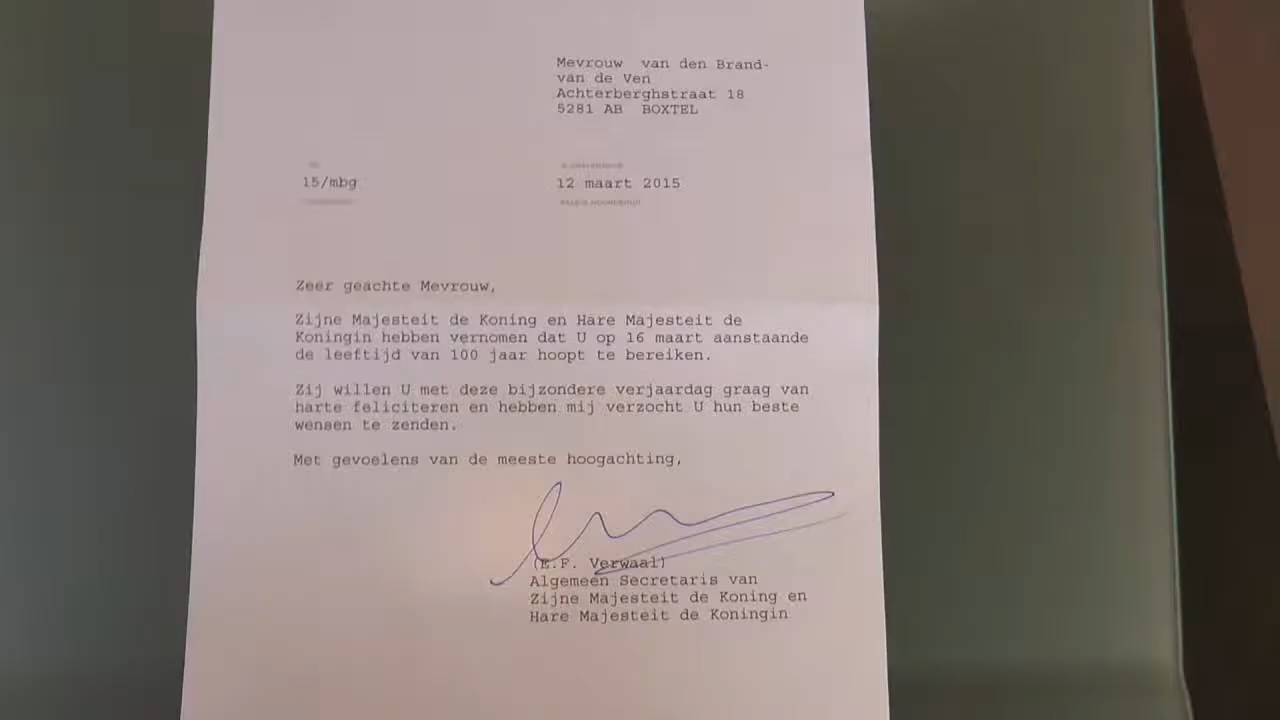 Mevrouw van den Brand-
van de Ven
Achterberghstraat 18
5281 AB BOXTEL
15/mbg
12 maart 2015
Zeer geachte Mevrouw,
Zijne Majesteit de Koning en Hare Majesteit de
Koningin hebben vernomen dat U op 16 maart aanstaande
de leeftijd van 100 jaar hoopt te bereiken.
Zij willen U met deze bijzondere verjaardag graag van
harte feliciteren en hebben mij verzocht U hun beste
wensen te zenden.
Met gevoelens van de meeste hoogachting,
(E.F. Verwaal)
Algemeen Secretaris van
Zijne Majesteit de Koning en
Hare Majesteit de Koningin